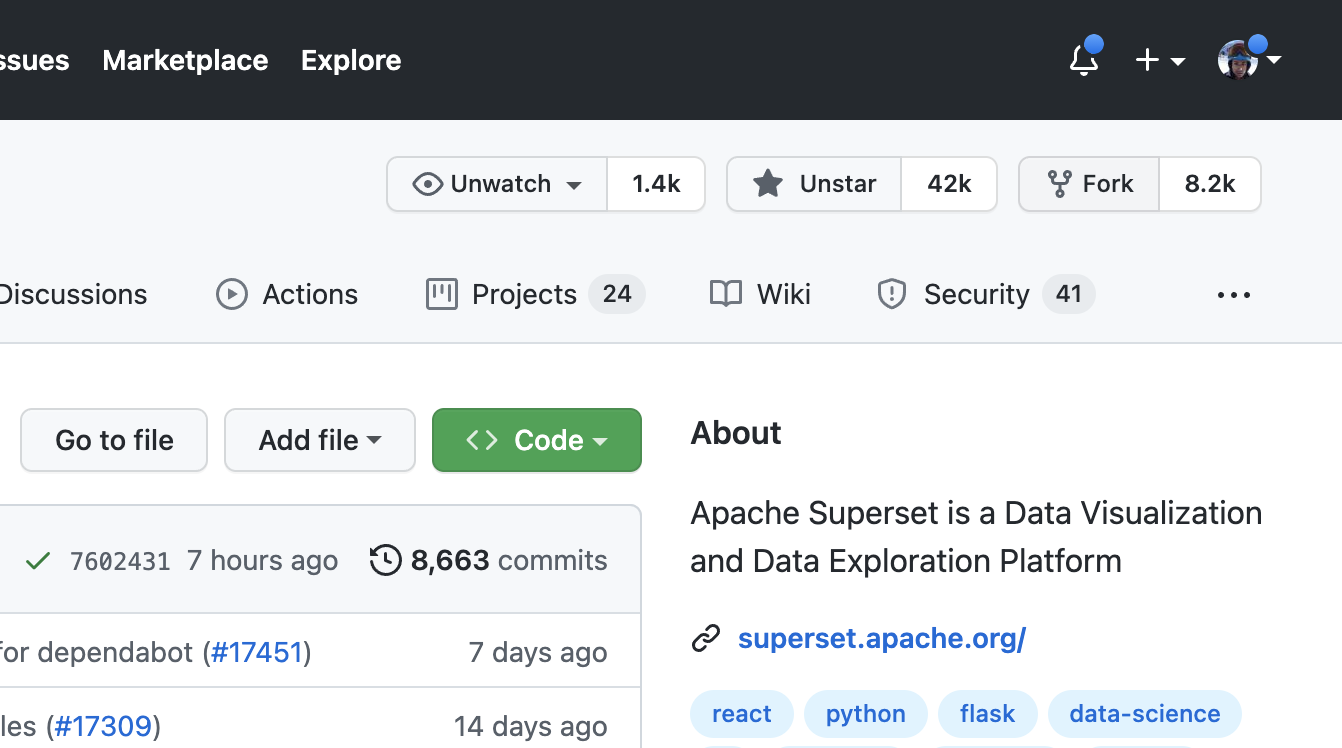 ssues Marketplace Explore
Unwatch 1.4k Unstar 42k Fork 8.2k
Discussions Actions Projects 24 Wiki Security 41 ...
Go to file Add file <> Code
About
Apache Superset is a Data Visualization
and Data Exploration Platform
7602431 7 hours ago 8,663 commits
for dependabot (#17451) 7 days ago
les (#17309) 14 days ago
superset.apache.org/
react python flask data-science